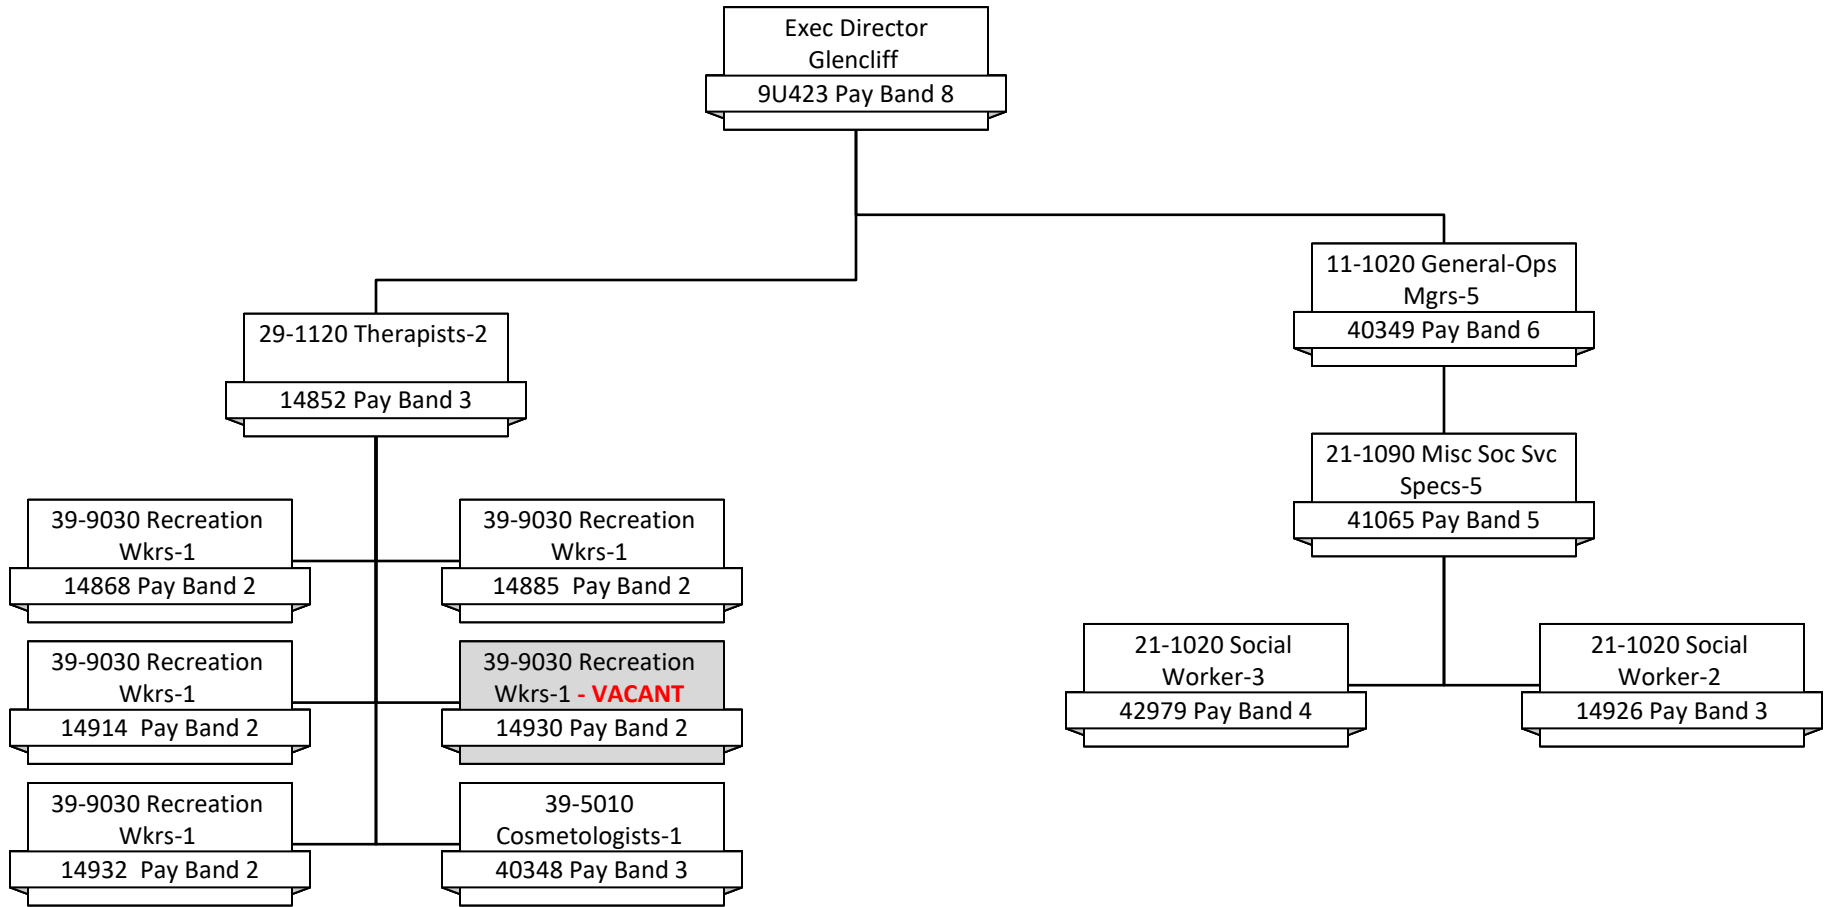 Exec Director
Glencliff
9U423 Pay Band 8
11-1020 General-Ops
Mgrs-5
40349 Pay Band 6
29-1120 Therapists-2
14852 Pay Band 3
21-1090 Misc Soc Svc
Specs-5
41065 Pay Band 5
39-9030 Recreation
Wkrs-1
14868 Pay Band 2
39-9030 Recreation
Wkrs-1
14885  Pay Band 2
39-9030 Recreation
Wkrs-1
14914  Pay Band 2
39-9030 Recreation
Wkrs-1 - VACANT
14930 Pay Band 2
21-1020 Social
Worker-3
42979 Pay Band 4
21-1020 Social
Worker-2
14926 Pay Band 3
39-9030 Recreation
Wkrs-1
14932  Pay Band 2
39-5010
Cosmetologists-1
40348 Pay Band 3